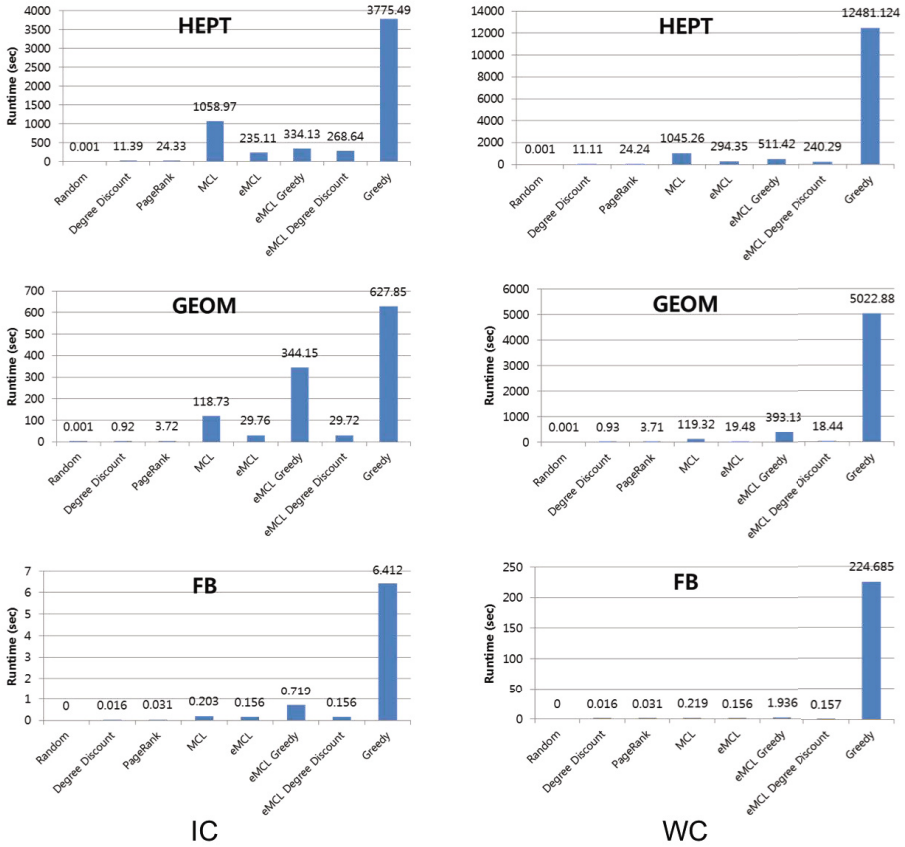 HEPT
Runtime (sec)
4000
3500
3000
2500
2000
1500
1000
500
0
0.001
11.39
24.33
1058.97
235.11
334.13
268.64
3775.49
Random
Degree Discount
PageRank
MCL
eMCL
eMCL Greedy
eMCL Degree Discount
Greedy
HEPT
Runtime (sec)
14000
12000
10000
8000
6000
4000
2000
0
0.001
11.11
24.24
1045.26
294.35
511.42
240.29
12481.124
Random
Degree Discount
PageRank
MCL
eMCL
eMCL Greedy
eMCL Degree Discount
Greedy
GEOM
Runtime (sec)
700
600
500
400
300
200
100
0
0.001
0.92
3.72
118.73
29.76
344.15
29.72
627.85
Random
Degree Discount
PageRank
MCL
eMCL
eMCL Greedy
eMCL Degree Discount
Greedy
GEOM
Runtime (sec)
6000
5000
4000
3000
2000
1000
0
0.001
0.93
3.71
119.32
19.48
393.13
18.44
5022.88
Random
Degree Discount
PageRank
MCL
eMCL
eMCL Greedy
eMCL Degree Discount
Greedy
FB
Runtime (sec)
7
6
5
4
3
2
1
0
0
0.016
0.031
0.203
0.156
0.719
0.156
6.412
Random
Degree Discount
PageRank
MCL
eMCL
eMCL Greedy
eMCL Degree Discount
Greedy
FB
Runtime (sec)
250
200
150
100
50
0
0
0.016
0.031
0.219
0.156
1.936
0.157
224.685
Random
Degree Discount
PageRank
MCL
eMCL
eMCL Greedy
eMCL Degree Discount
Greedy
IC
WC